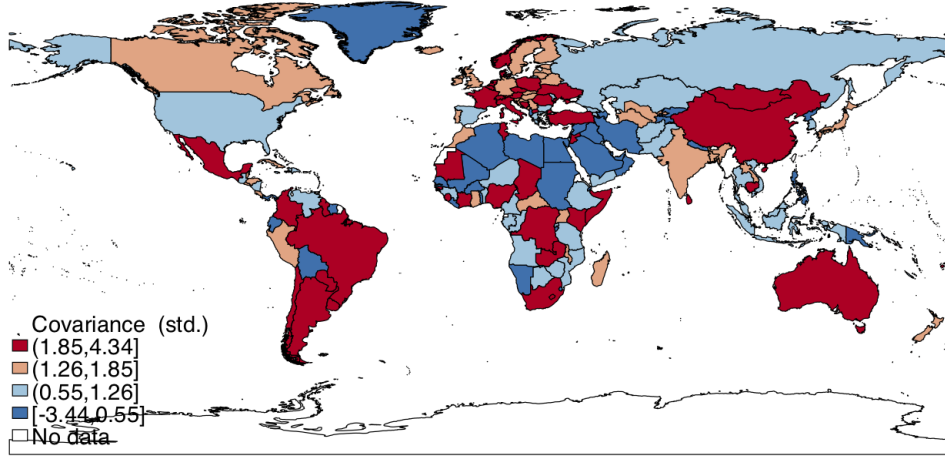 Covariance (std.)
(1.85,4.34]
(1.26,1.85]
(0.55,1.26]
[-3.44,0.55]
No data